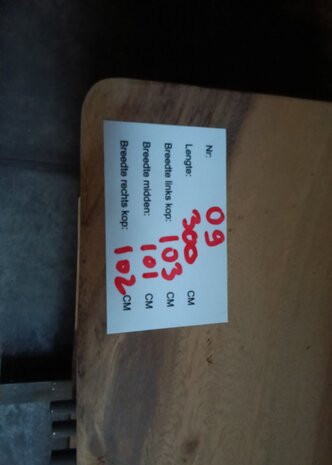 Nr: 09
Lengte: 300 CM
Breedte links kop: 103 CM
Breedte midden: 101 CM
Breedte rechts kop: 102 CM